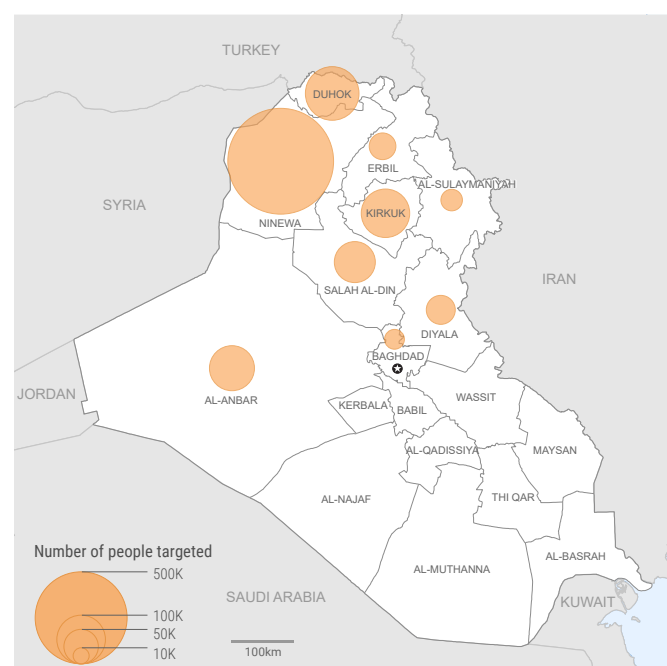 TURKEY
DUHOK
ERBIL
AL-SULAYMANIYAH
SYRIA
KIRKUK
NINEWA
IRAN
SALAH AL-DIN
DIYALA
BAGHDAD
JORDAN
AL-ANBAR
WASSIT
KERBALA
BABIL
AL-QADISSIYA
MAYSAN
AL-NAJAF
THI QAR
Number of people targeted
AL-BASRAH
AL-MUTHANNA
500K
SAUDI ARABIA
KUWAIT
100K
50K
10K
100km